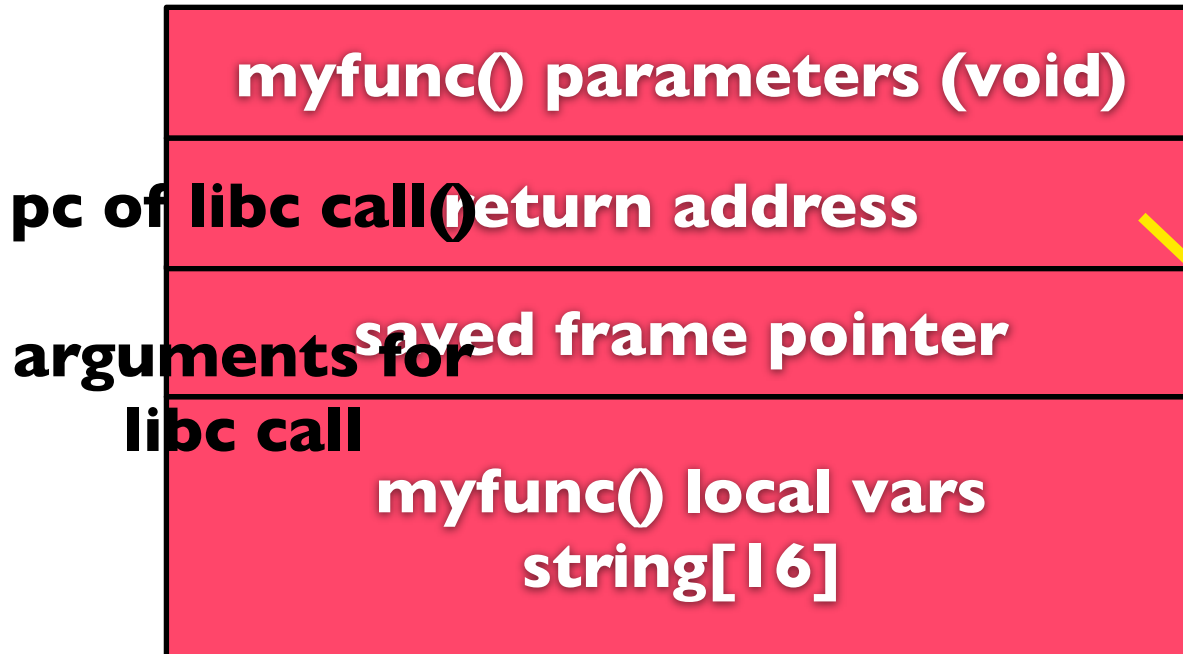 myfunc() parameters (void)
pc of libc call()
return address
saved frame pointer
arguments for
libc call
myfunc() local vars
string[16]